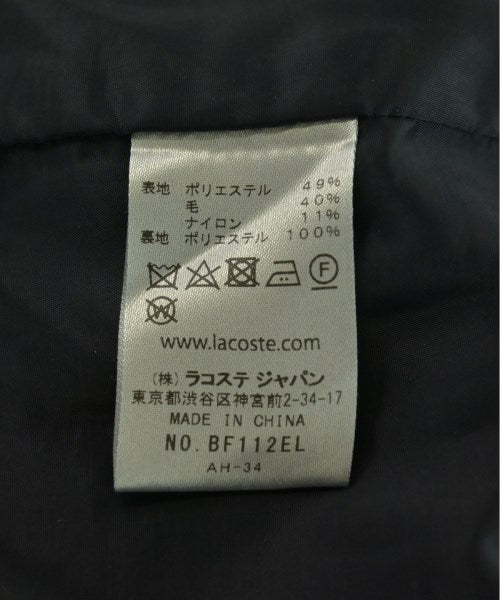 表地 ポリエステル 49%
毛 40%
ナイロン 11%
裏地 ポリエステル 100%
F
W
www.lacoste.com
(株) ラコステ ジャパン
東京都渋谷区神宮前2-34-17
MADE IN CHINA
NO. BF112EL
AH-34